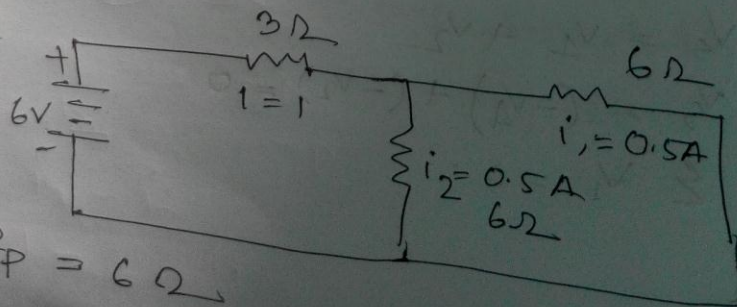 3Ω
6Ω
+
6V
I = 1
i₁ = 0.5A
i₂ = 0.5A
6Ω
-
P = 6Ω